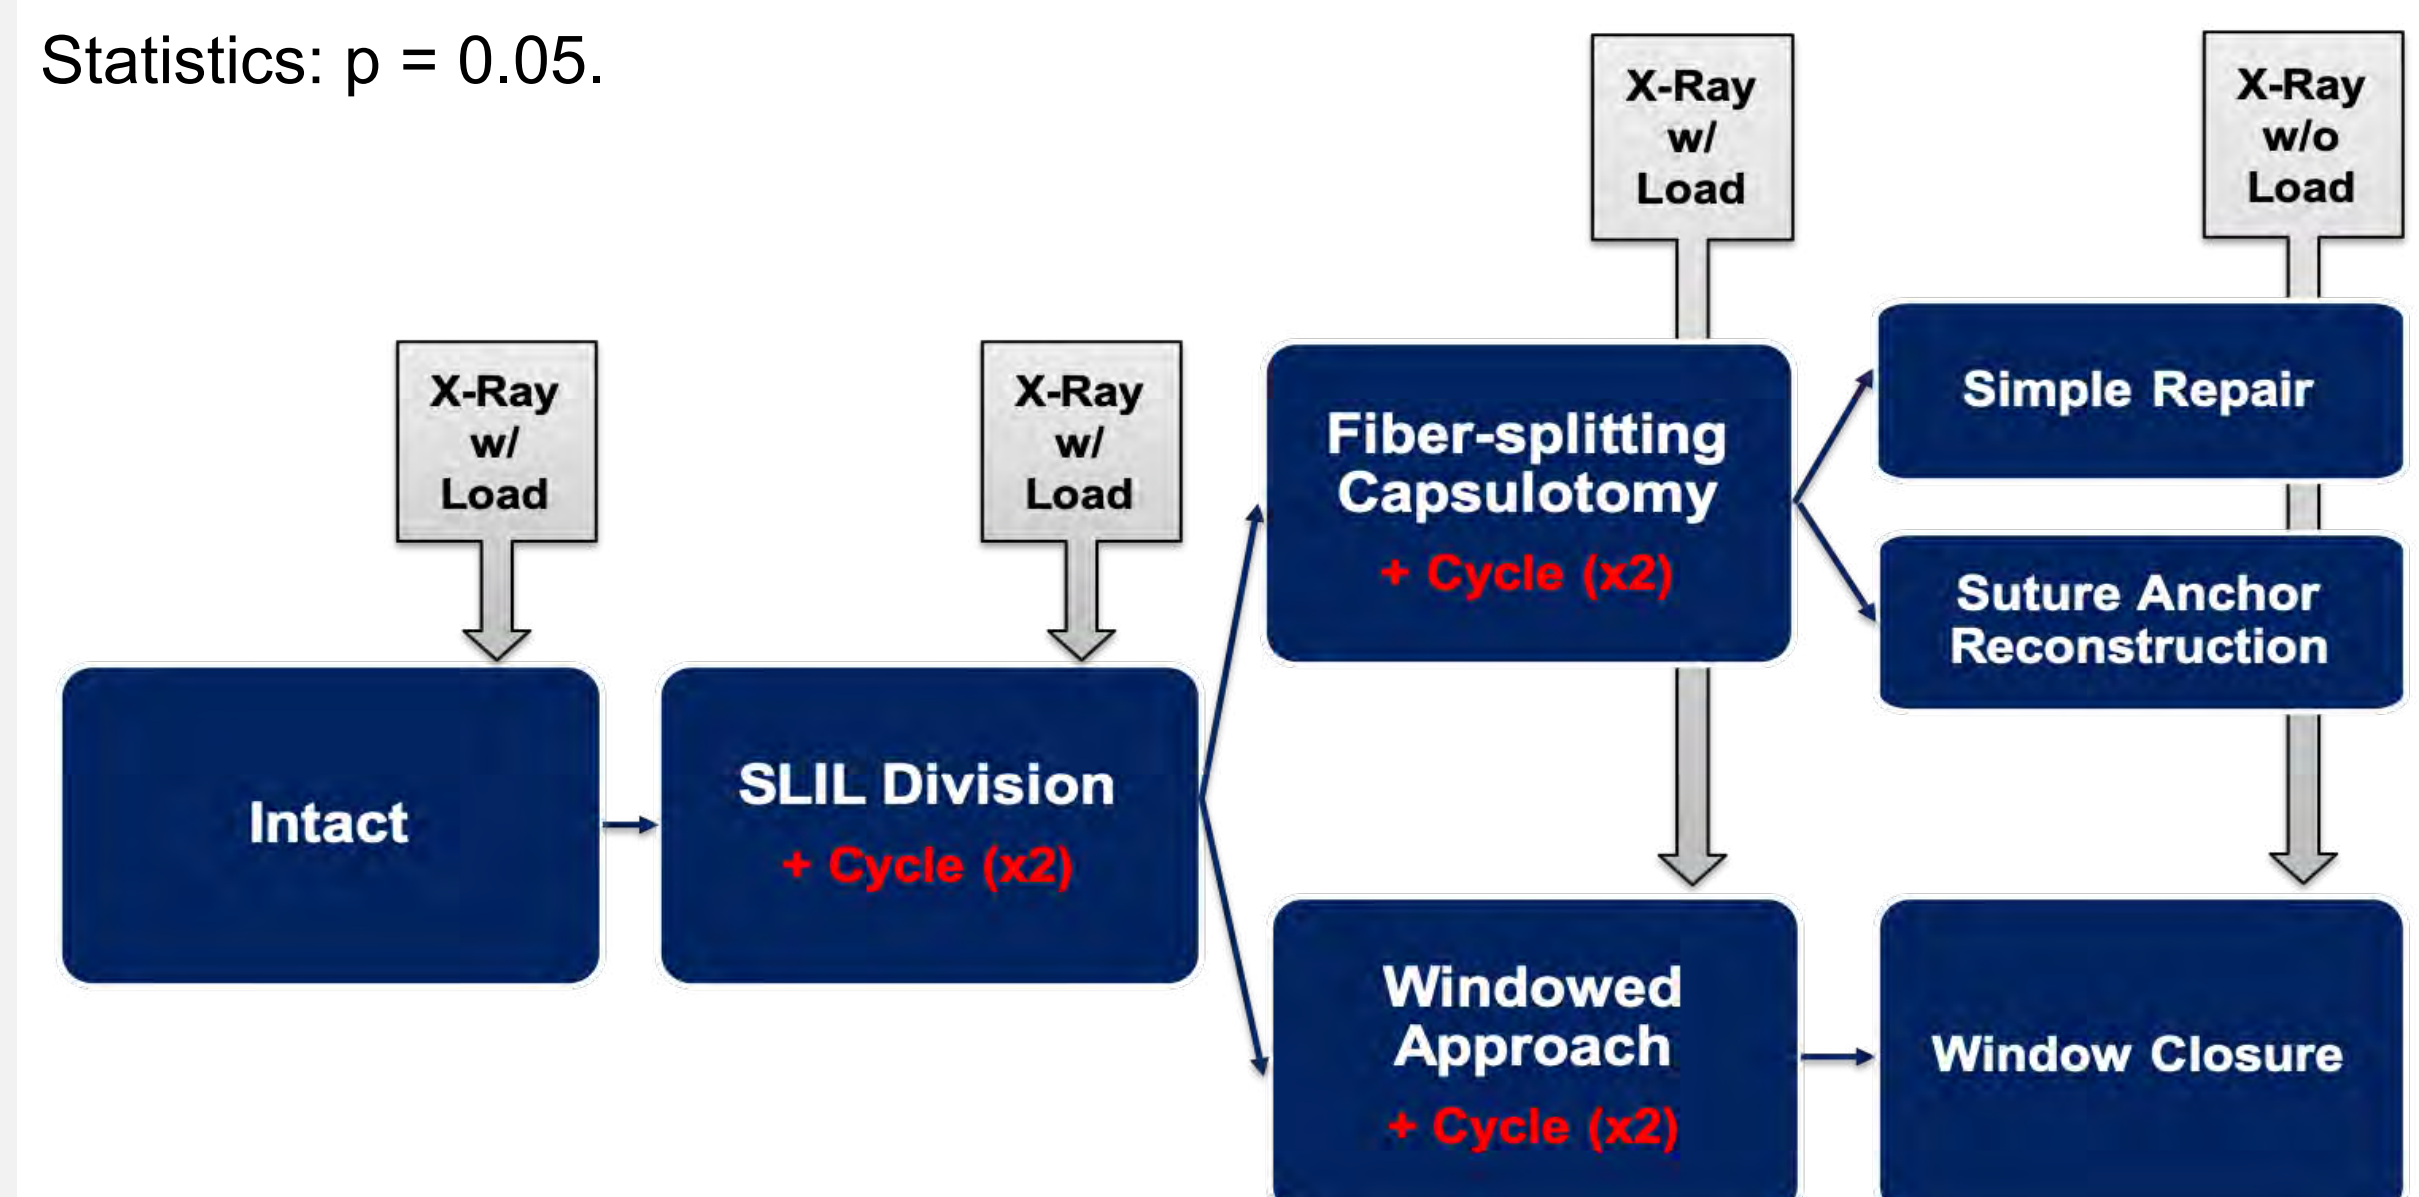 Statistics: p = 0.05.
X-Ray
w/
Load
X-Ray
w/o
Load
X-Ray
w/
Load
X-Ray
w/
Load
Fiber-splitting
Capsulotomy
+ Cycle (x2)
Simple Repair
Suture Anchor
Reconstruction
Intact
SLIL Division
+ Cycle (x2)
Windowed
Approach
+ Cycle (x2)
Window Closure